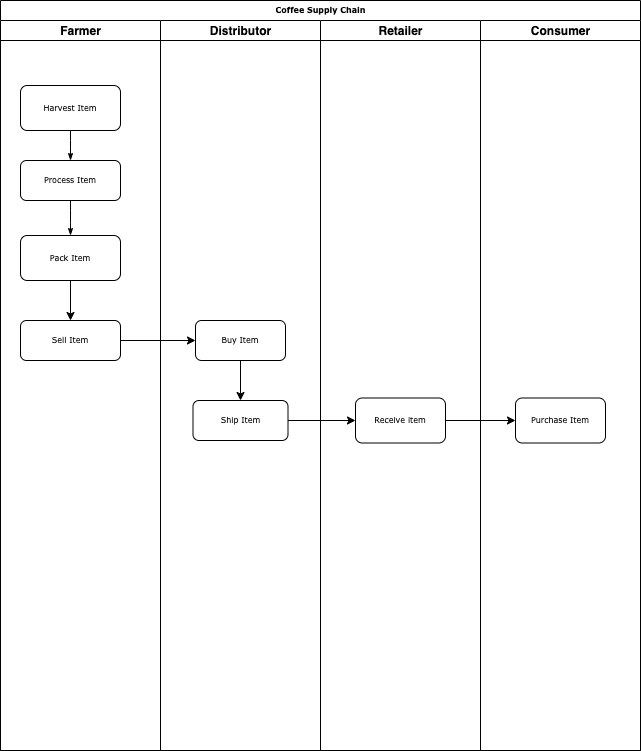 Coffee Supply Chain
Farmer
Distributor
Retailer
Consumer
Harvest Item
Process Item
Pack Item
Sell Item
Buy Item
Ship Item
Receive item
Purchase Item